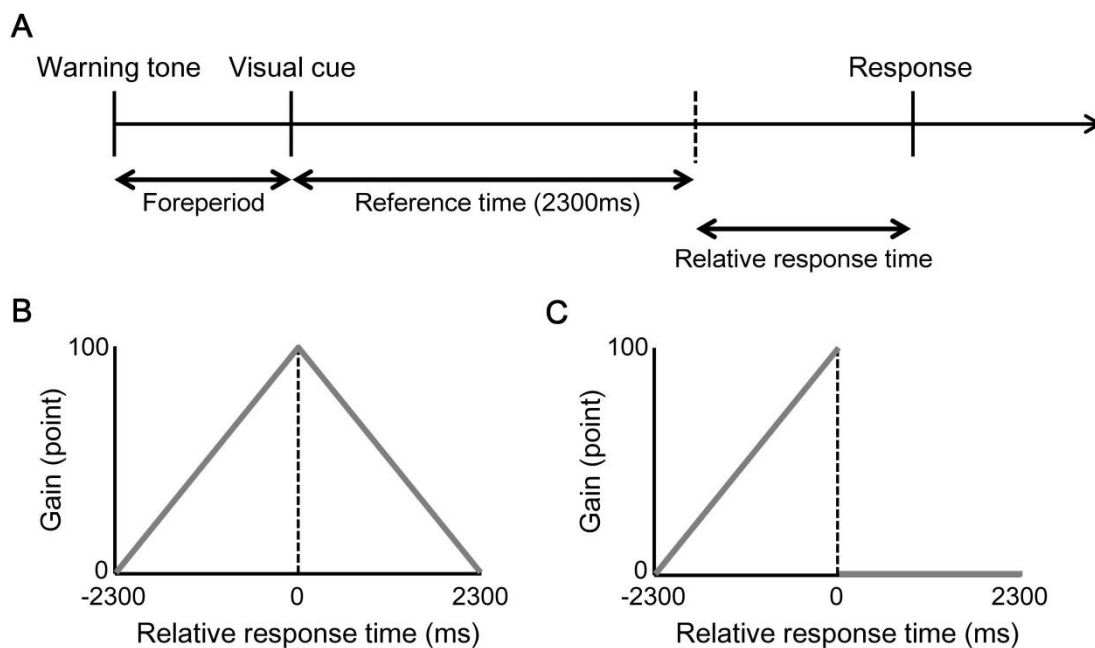 A
Warning tone Visual cue Response
Foreperiod Reference time (2300ms)
Relative response time
B
100
Gain (point)
0
-2300 0 2300
Relative response time (ms)
C
100
Gain (point)
0
-2300 0 2300
Relative response time (ms)